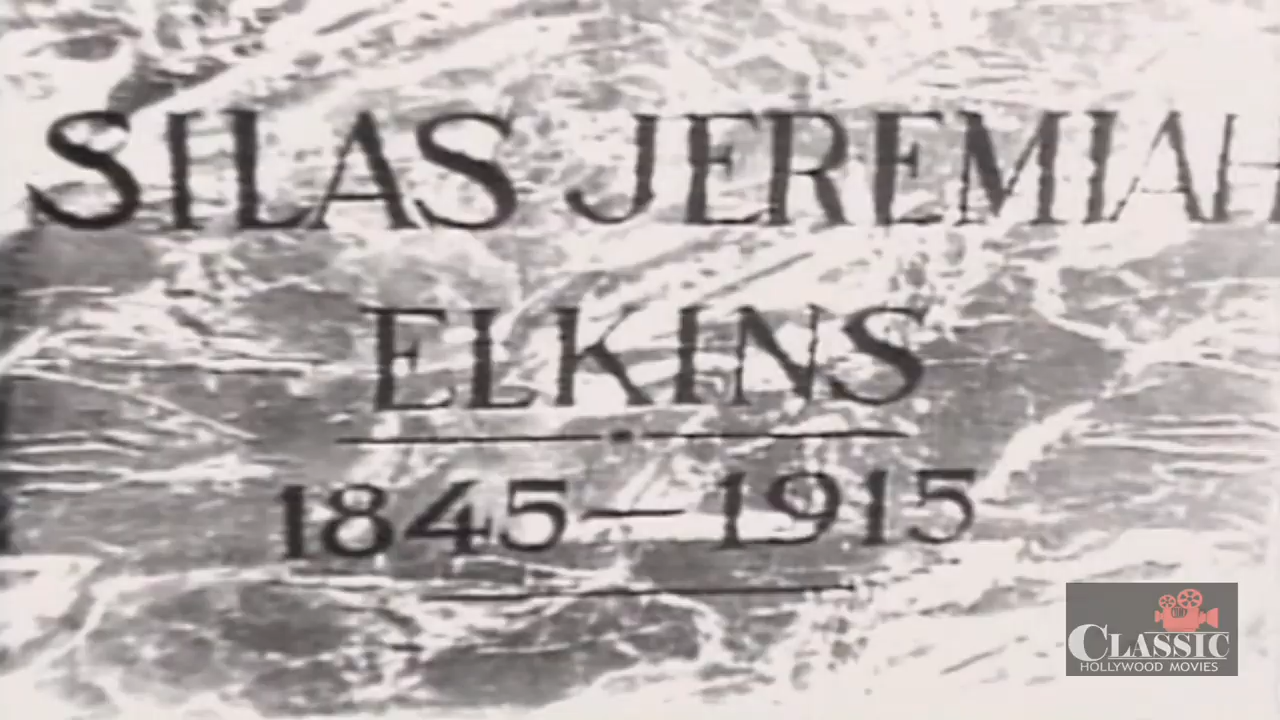 SILAS JEREMIAH
ELKINS
1845—1915
CLASSIC
HOLLYWOOD MOVIES